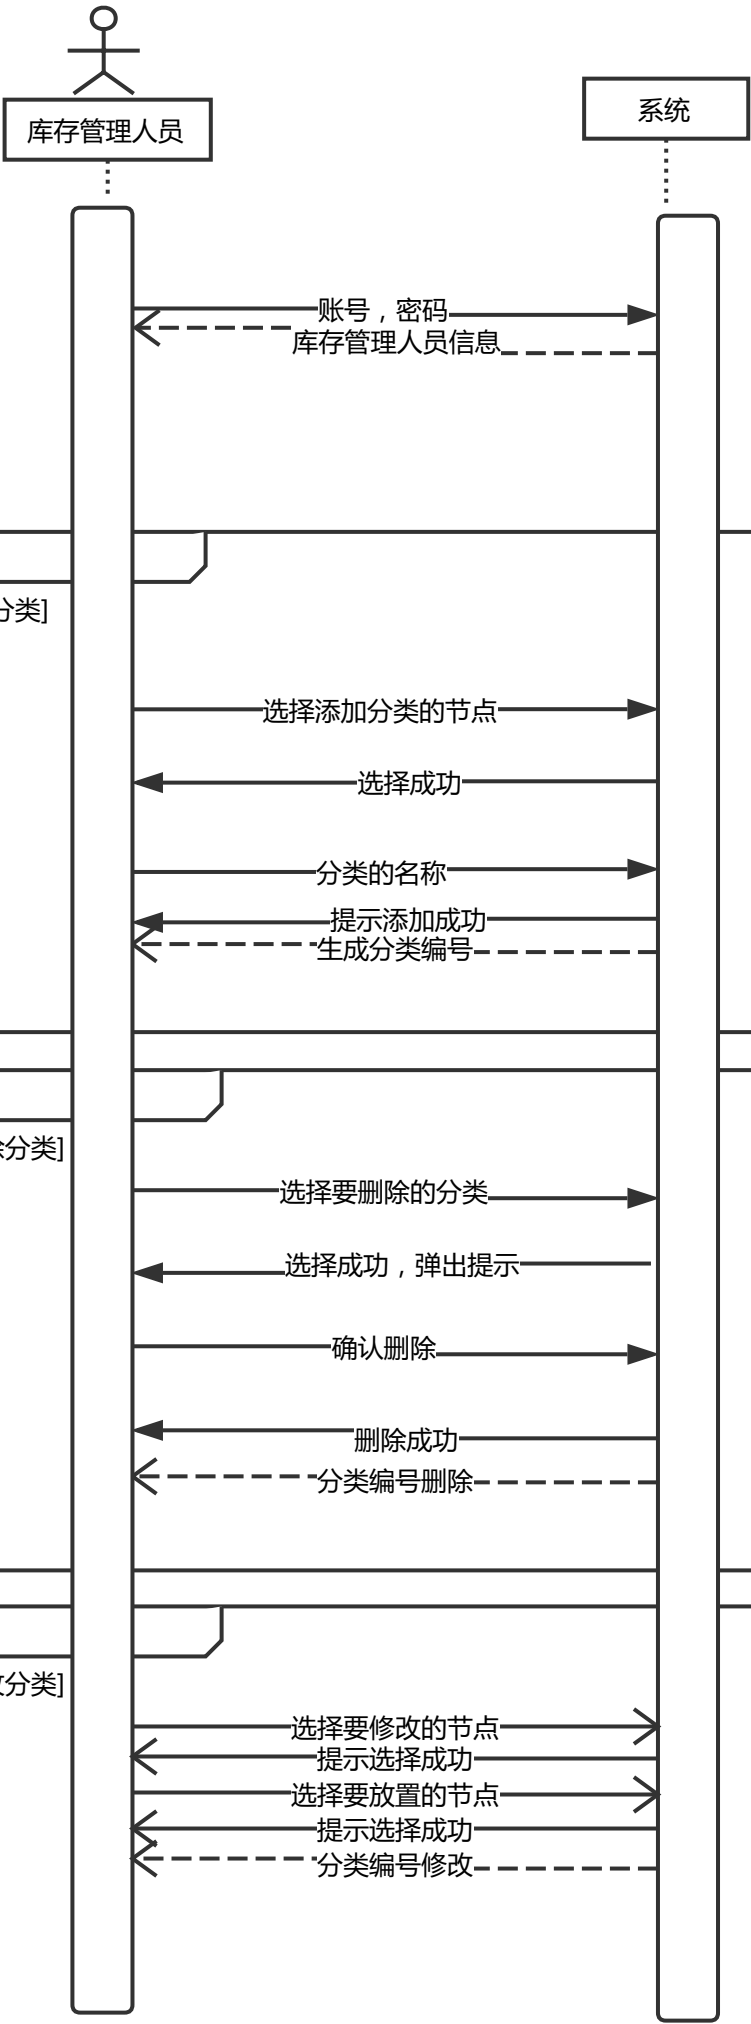 库存管理人员
系统
账号，密码
库存管理人员信息
分类]
选择添加分类的节点
选择成功
分类的名称
提示添加成功
生成分类编号
分类]
选择要删除的分类
选择成功，弹出提示
确认删除
删除成功
分类编号删除
分类]
选择要修改的节点
提示选择成功
选择要放置的节点
提示选择成功
分类编号修改